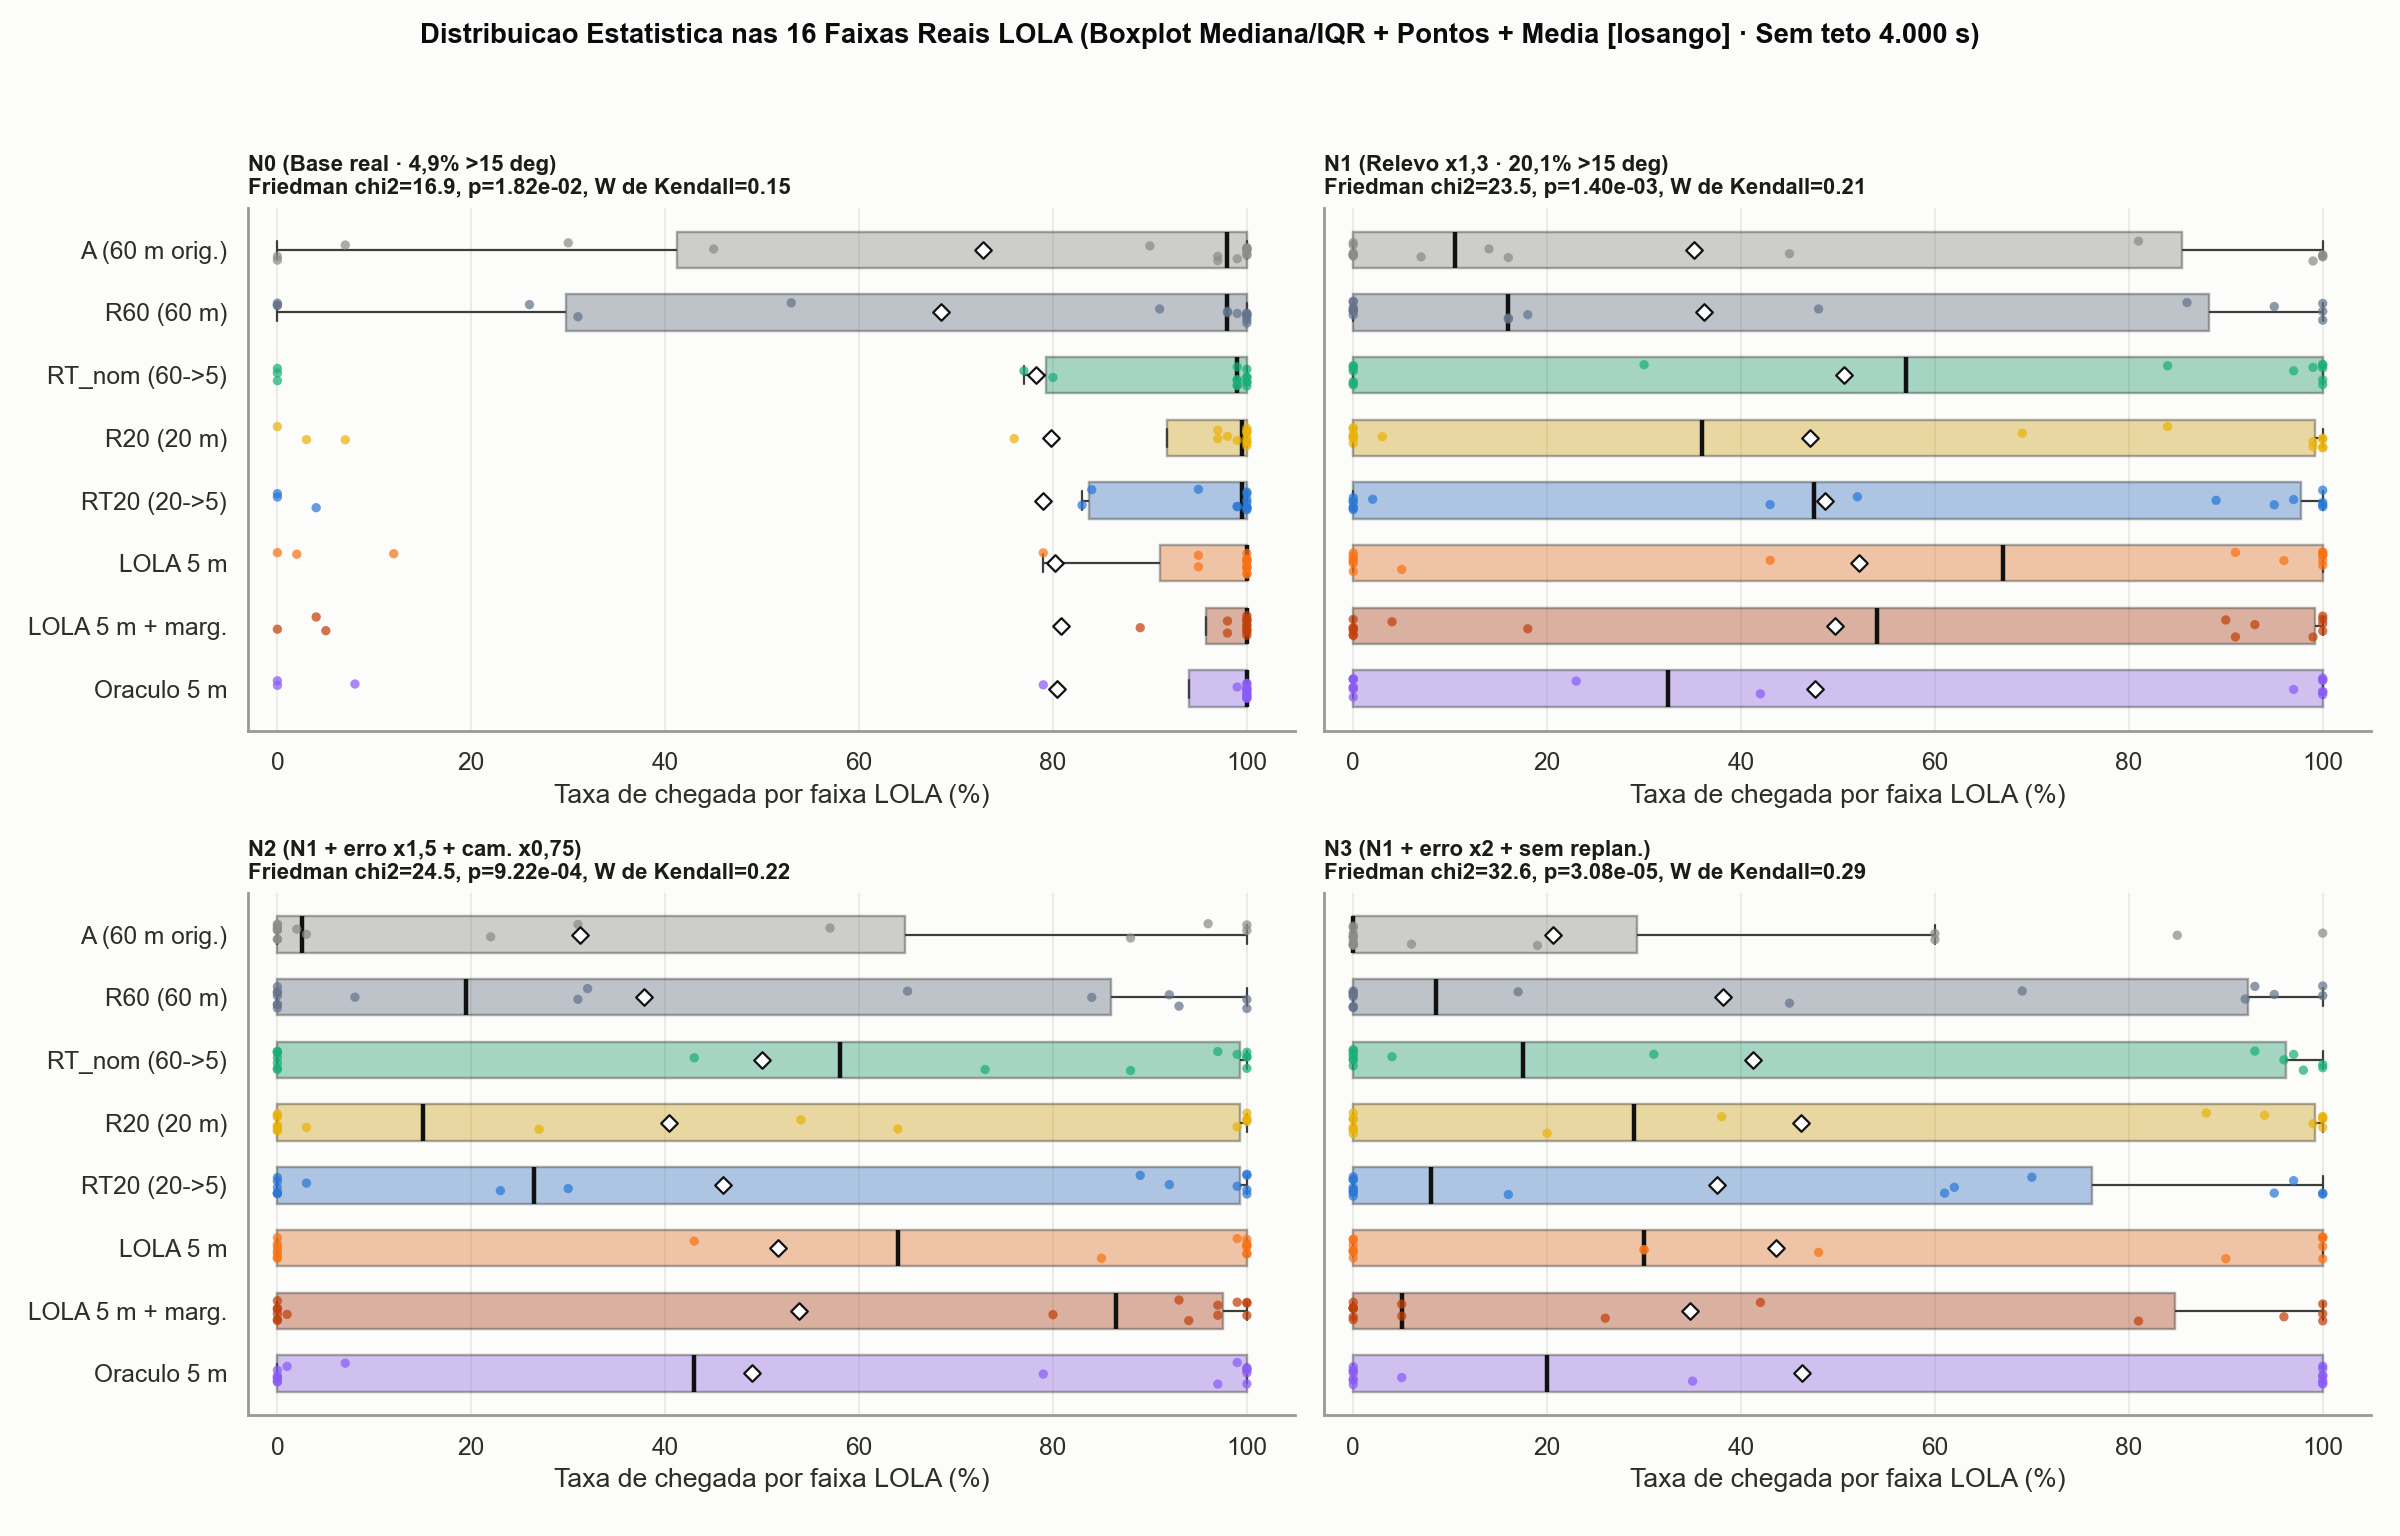 Distribuicao Estatistica nas 16 Faixas Reais LOLA (Boxplot Mediana/IQR + Pontos + Media [losango] · Sem teto 4.000 s)
N0 (Base real · 4,9% >15 deg)
Friedman chi2=16.9, p=1.82e-02, W de Kendall=0.15
A (60 m orig.)
R60 (60 m)
RT_nom (60->5)
R20 (20 m)
RT20 (20->5)
LOLA 5 m
LOLA 5 m + marg.
Oraculo 5 m
0 20 40 60 80 100
Taxa de chegada por faixa LOLA (%)
N1 (Relevo x1,3 · 20,1% >15 deg)
Friedman chi2=23.5, p=1.40e-03, W de Kendall=0.21
0 20 40 60 80 100
Taxa de chegada por faixa LOLA (%)
N2 (N1 + erro x1,5 + cam. x0,75)
Friedman chi2=24.5, p=9.22e-04, W de Kendall=0.22
A (60 m orig.)
R60 (60 m)
RT_nom (60->5)
R20 (20 m)
RT20 (20->5)
LOLA 5 m
LOLA 5 m + marg.
Oraculo 5 m
0 20 40 60 80 100
Taxa de chegada por faixa LOLA (%)
N3 (N1 + erro x2 + sem replan.)
Friedman chi2=32.6, p=3.08e-05, W de Kendall=0.29
0 20 40 60 80 100
Taxa de chegada por faixa LOLA (%)